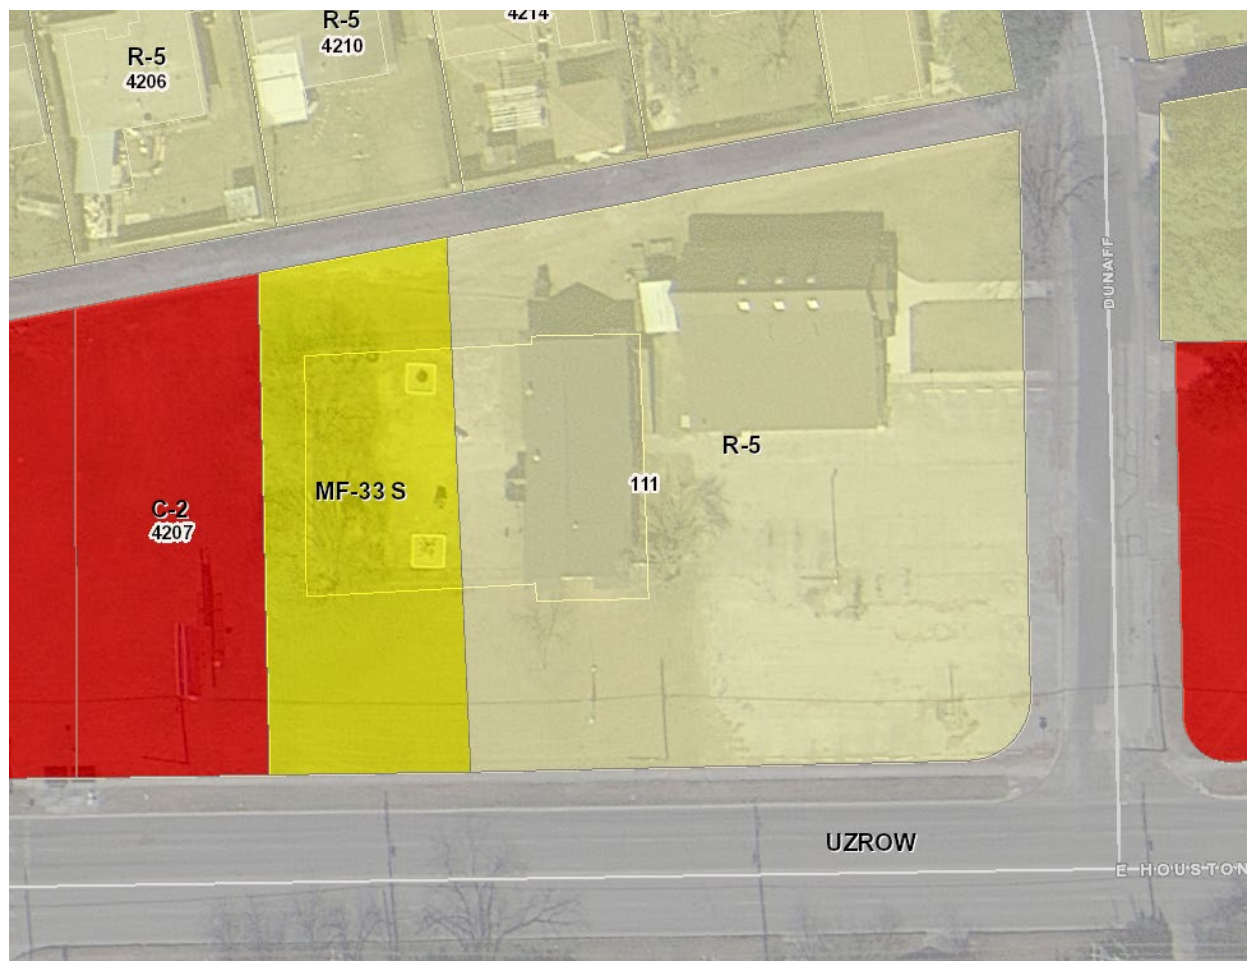 4214
R-5
4210
R-5
4206
DUNAFF
R-5
111
MF-33 S
C-2
4207
UZROW
E HOUSTON